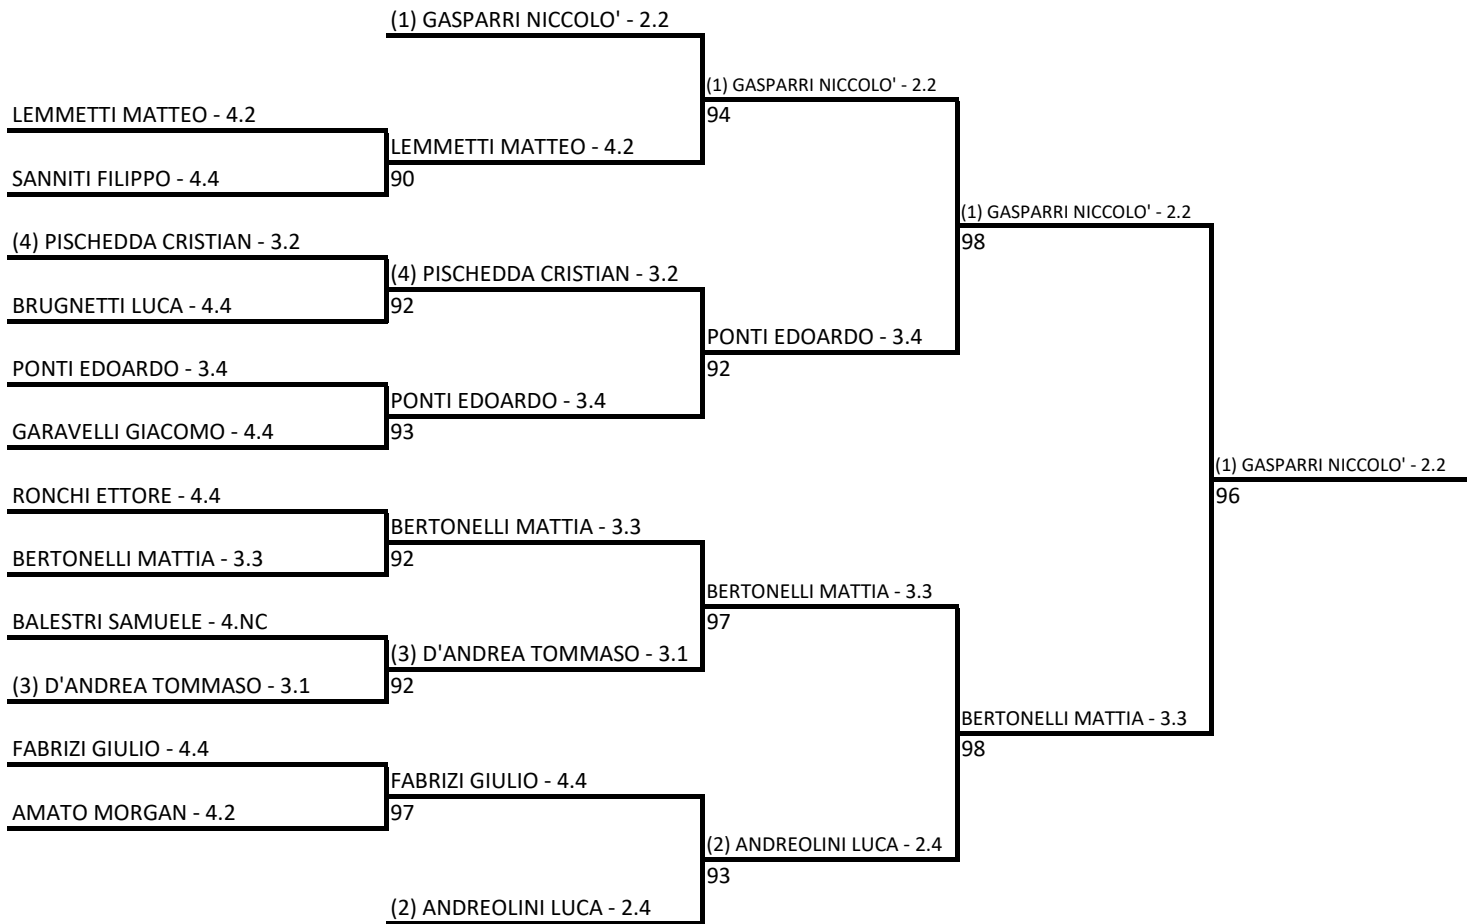 (1) GASPARRI NICCOLO' - 2.2
(1) GASPARRI NICCOLO' - 2.2
LEMMETTI MATTEO - 4.2
94
LEMMETTI MATTEO - 4.2
SANNITI FILIPPO - 4.4
90
(1) GASPARRI NICCOLO' - 2.2
(4) PISCHEDDA CRISTIAN - 3.2
98
(4) PISCHEDDA CRISTIAN - 3.2
BRUGNETTI LUCA - 4.4
92
PONTI EDOARDO - 3.4
PONTI EDOARDO - 3.4
92
PONTI EDOARDO - 3.4
GARAVELLI GIACOMO - 4.4
93
(1) GASPARRI NICCOLO' - 2.2
RONCHI ETTORE - 4.4
96
BERTONELLI MATTIA - 3.3
BERTONELLI MATTIA - 3.3
92
BERTONELLI MATTIA - 3.3
BALESTRI SAMUELE - 4.NC
97
(3) D'ANDREA TOMMASO - 3.1
(3) D'ANDREA TOMMASO - 3.1
92
BERTONELLI MATTIA - 3.3
FABRIZI GIULIO - 4.4
98
FABRIZI GIULIO - 4.4
AMATO MORGAN - 4.2
97
(2) ANDREOLINI LUCA - 2.4
93
(2) ANDREOLINI LUCA - 2.4